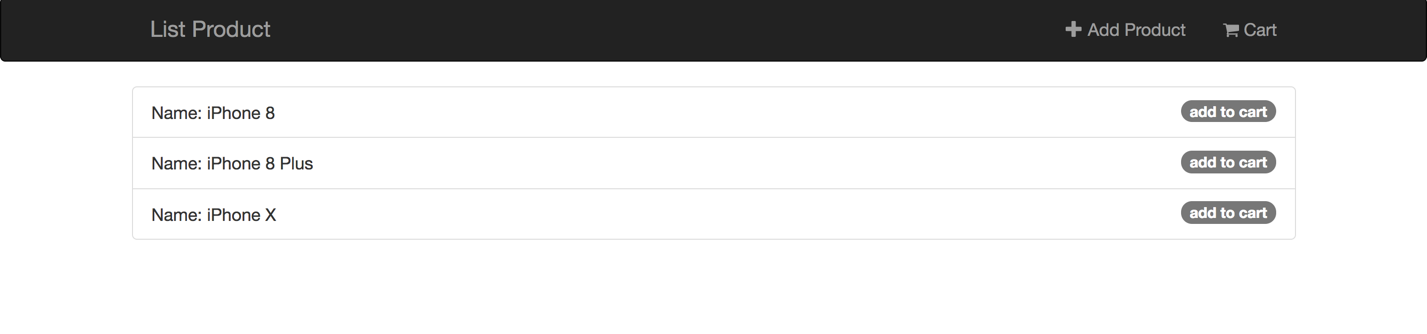 List Product Add Product Cart
Name: iPhone 8 add to cart
Name: iPhone 8 Plus add to cart
Name: iPhone X add to cart